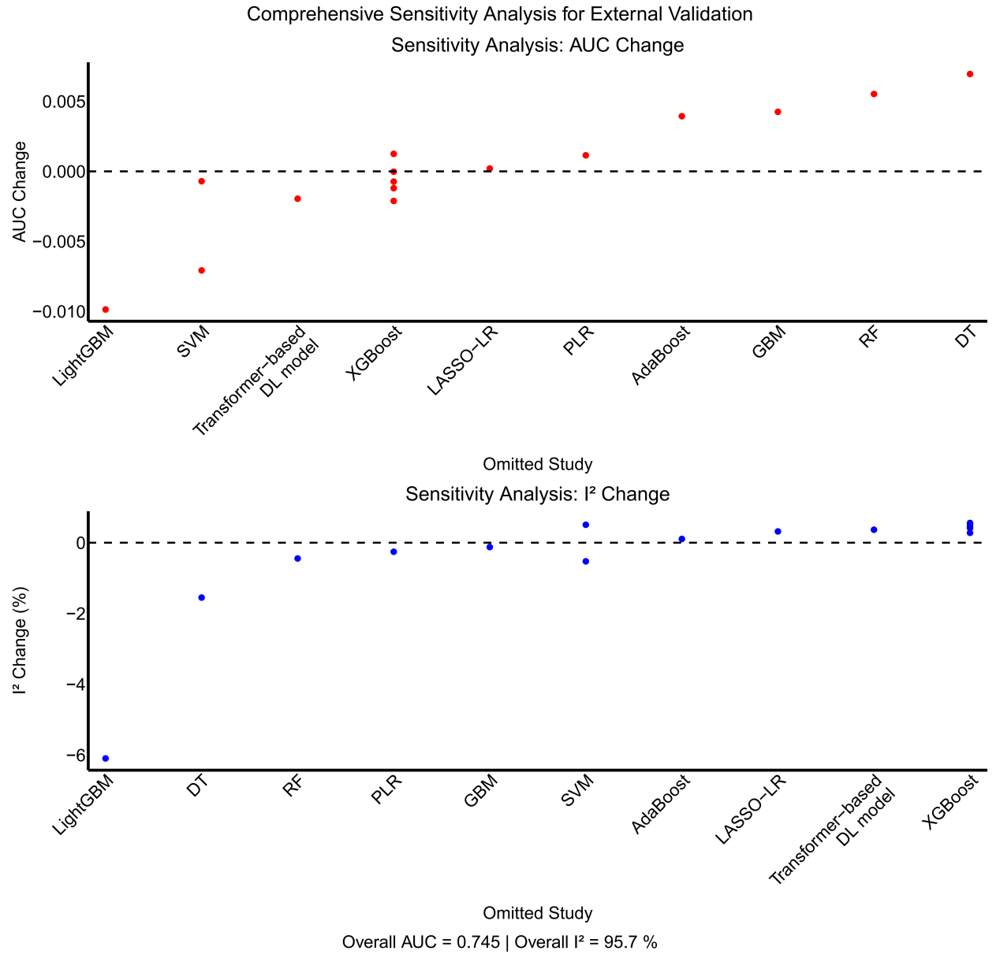 Comprehensive Sensitivity Analysis for External Validation
Sensitivity Analysis: AUC Change
AUC Change
0.005
0.000
−0.005
−0.010
LightGBM
SVM
Transformer−based
DL model
XGBoost
LASSO−LR
PLR
AdaBoost
GBM
RF
DT
Omitted Study
Sensitivity Analysis: I² Change
I² Change (%)
0
−2
−4
−6
LightGBM
DT
RF
PLR
GBM
SVM
AdaBoost
LASSO−LR
Transformer−based
DL model
XGBoost
Omitted Study
Overall AUC = 0.745 | Overall I² = 95.7 %